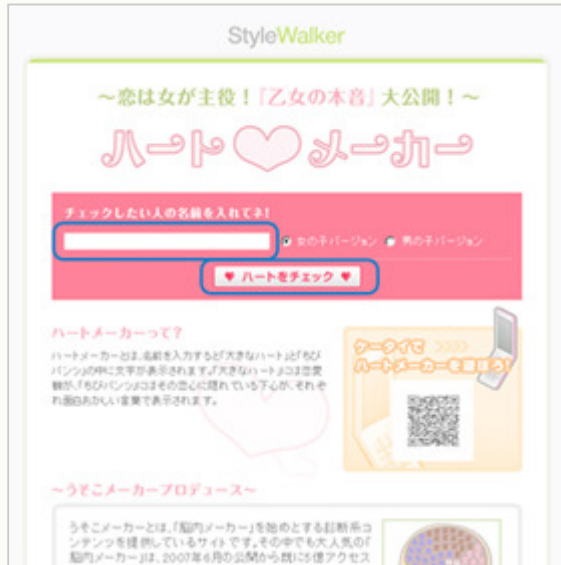 StyleWalker
～恋は女が主役！『乙女の本音』大公開！～
ハート メーカー
チェックしたい人の名前を入れてネ!
女の子バージョン 男の子バージョン
♥ ハートをチェック ♥
ハートメーカーって？
ハートメーカーとは、名前を入力すると「大きなハート」と「ちび
パンツ」の中に文字が表示されます。「大きなハート」には恋愛
観が、「ちびパンツ」にはその恋心に隠れている下心が、それぞ
れ面白おかしい言葉で表示されます。
ケータイで
ハートメーカーを遊ぼう!
～うそこメーカープロデュース～
うそこメーカーとは、「脳内メーカー」を始めとする診断系コ
ンテンツを提供しているサイトです。その中でも大人気の「
脳内メーカー」は、2007年6月の公開から既に5億アクセス